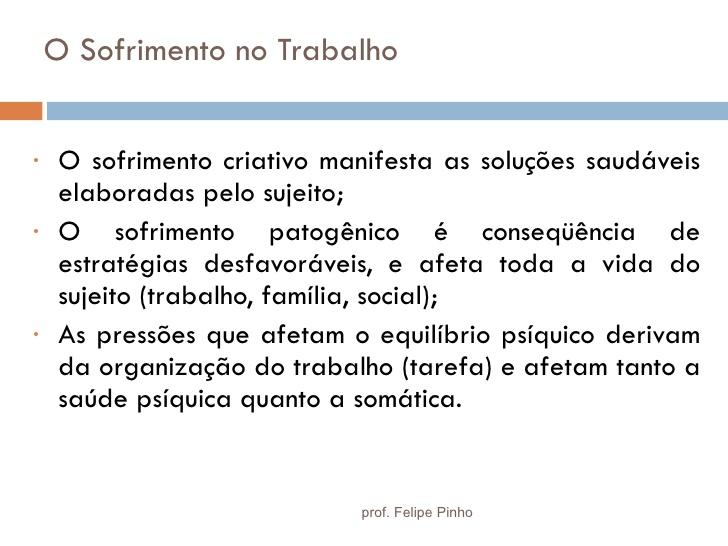 O Sofrimento no Trabalho
• O sofrimento criativo manifesta as soluções saudáveis
elaboradas pelo sujeito;
• O sofrimento patogênico é conseqüência de
estratégias desfavoráveis, e afeta toda a vida do
sujeito (trabalho, família, social);
• As pressões que afetam o equilíbrio psíquico derivam
da organização do trabalho (tarefa) e afetam tanto a
saúde psíquica quanto a somática.
prof. Felipe Pinho